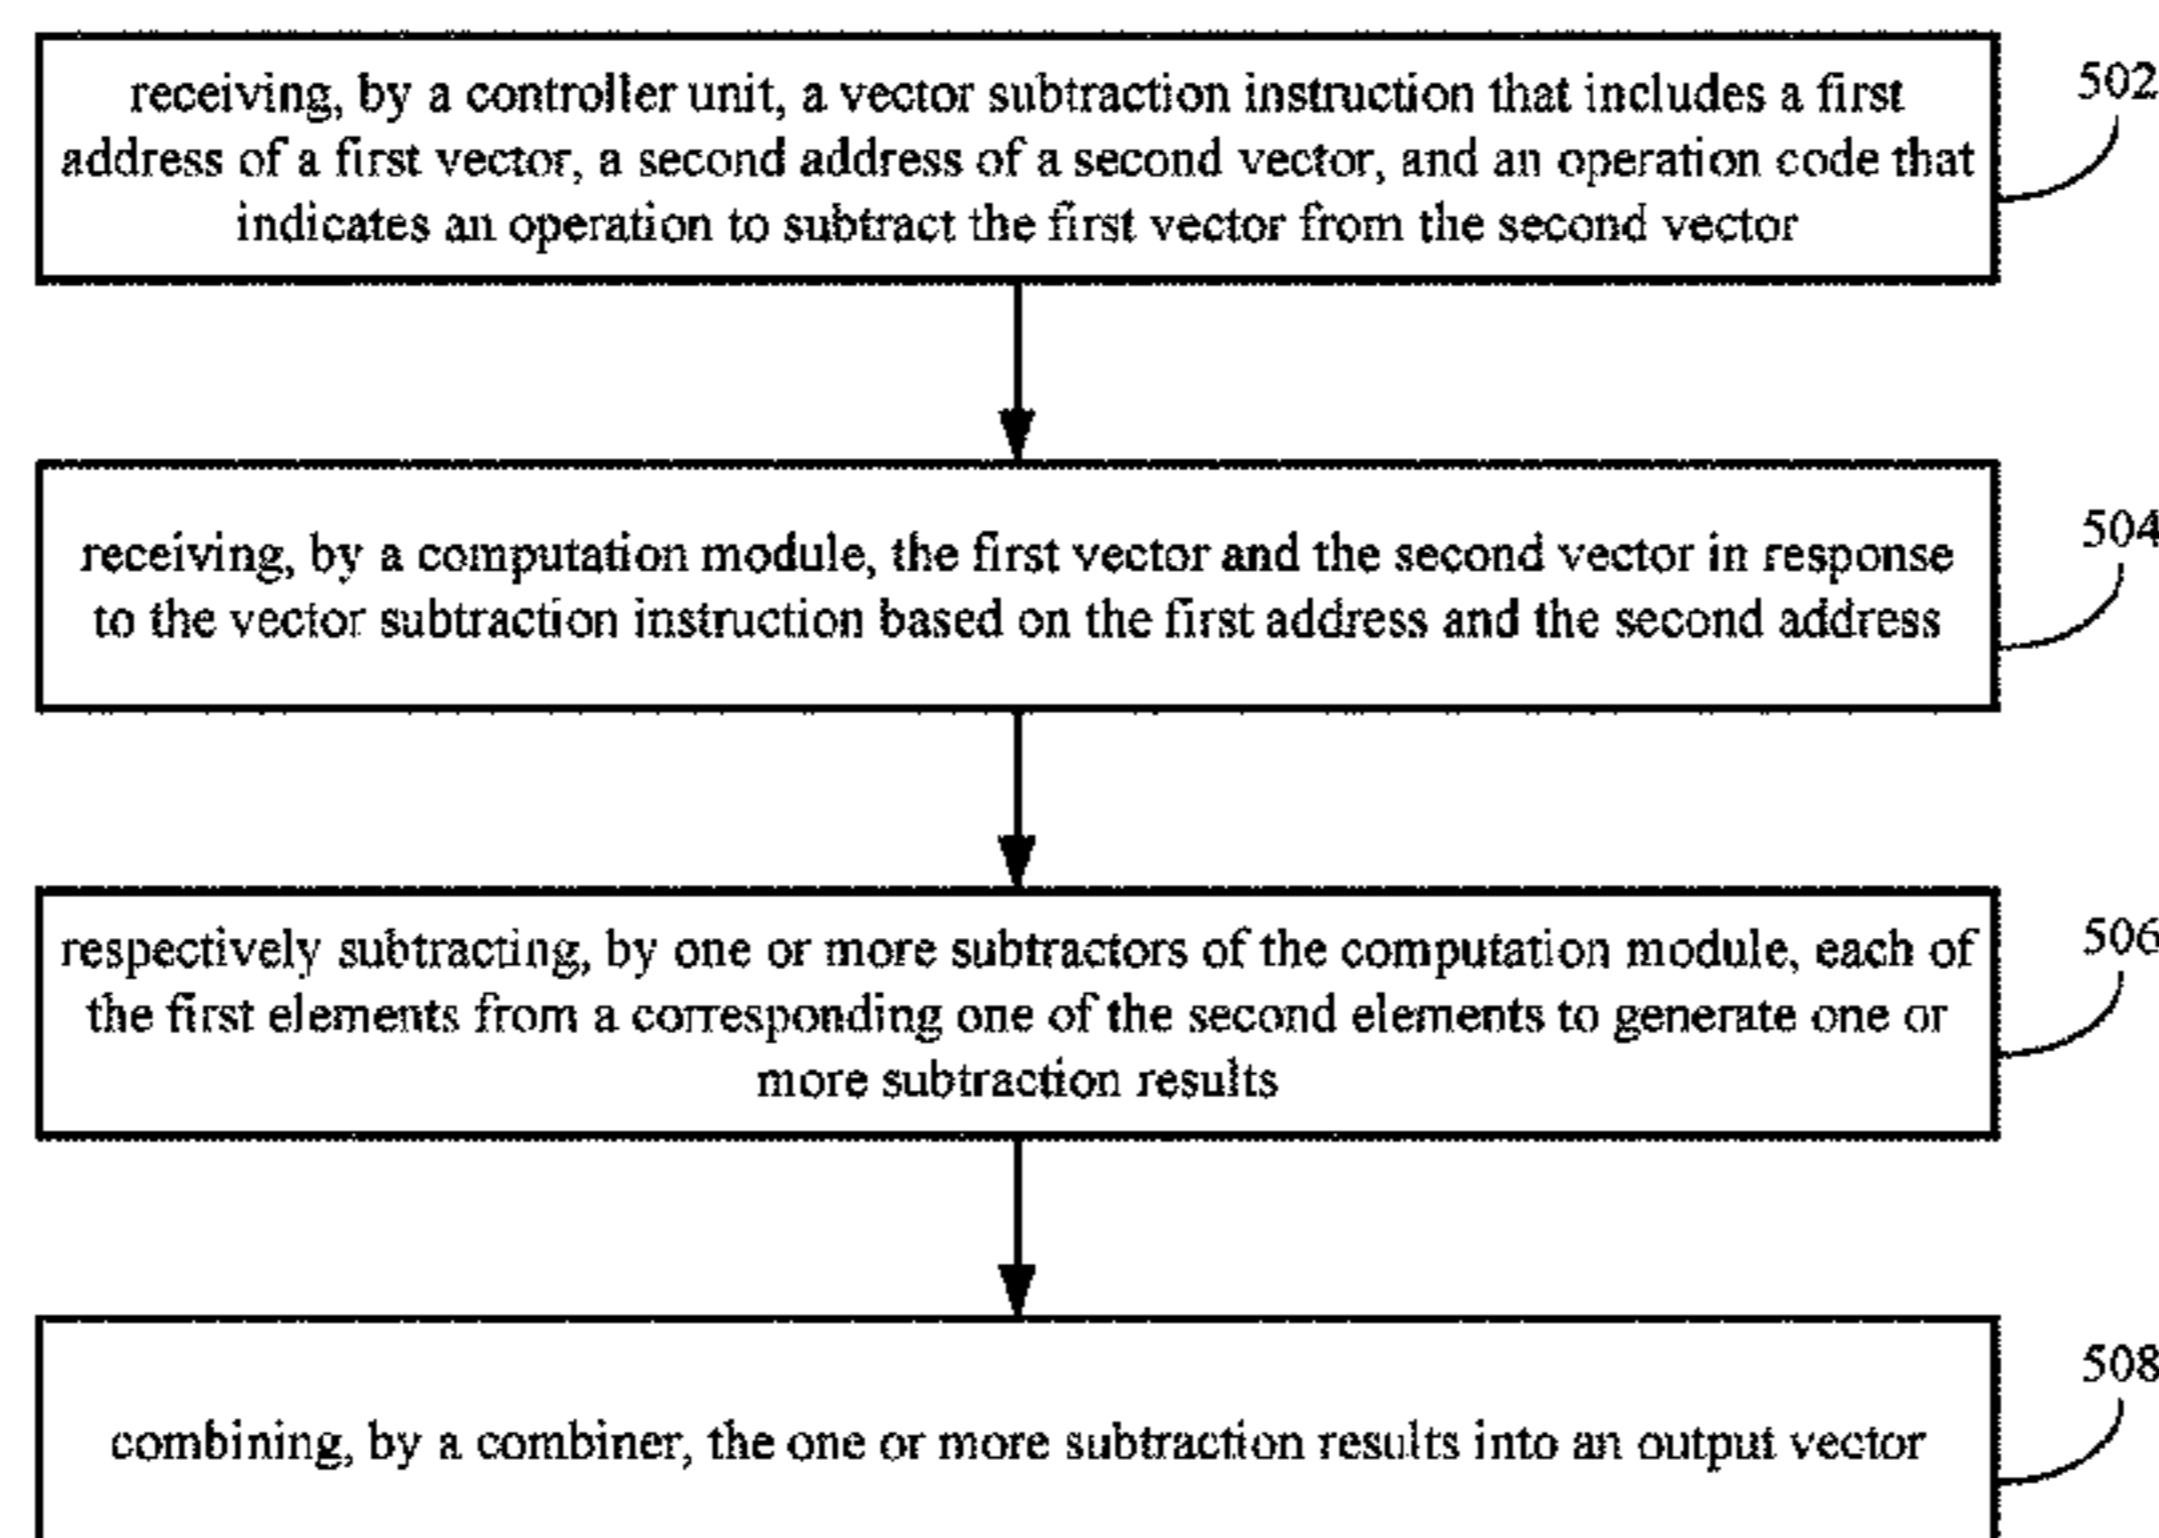 receiving, by a controller unit, a vector subtraction instruction that includes a first
address of a first vector, a second address of a second vector, and an operation code that
indicates an operation to subtract the first vector from the second vector
502
receiving, by a computation module, the first vector and the second vector in response
to the vector subtraction instruction based on the first address and the second address
504
respectively subtracting, by one or more subtractors of the computation module, each of
the first elements from a corresponding one of the second elements to generate one or
more subtraction results
506
combining, by a combiner, the one or more subtraction results into an output vector
508